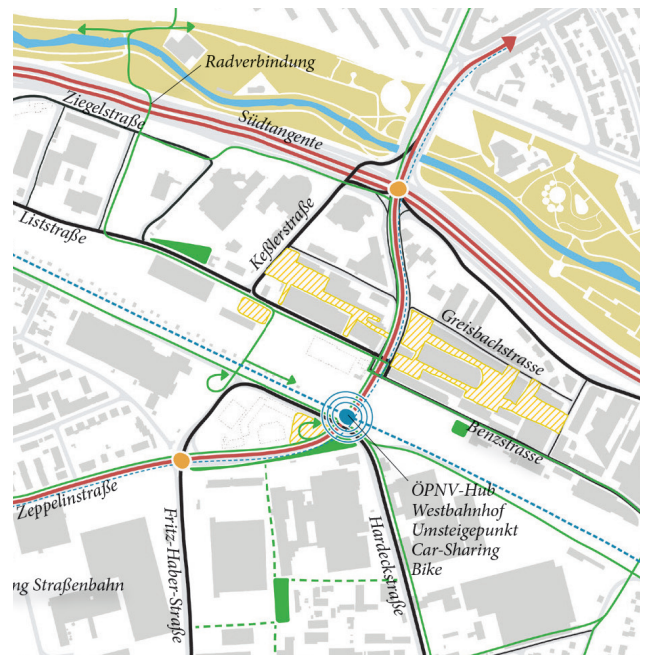 Radverbindung
Ziegelstraße
Südtangente
Liststraße
Keßlerstraße
Greisbachstrasse
Benzstrasse
ÖPNV-Hub
Westbahnhof
Umsteigepunkt
Car-Sharing
Bike
Zeppelinstraße
Fritz-Haber-Straße
Hardeckstraße
ng Straßenbahn